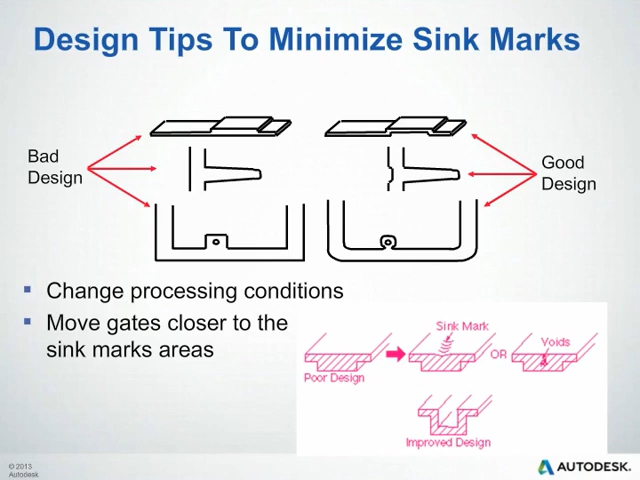 Design Tips To Minimize Sink Marks
Bad
Design
Good
Design
▪ Change processing conditions
▪ Move gates closer to the
sink marks areas
Sink Mark
OR
Voids
Poor Design
Improved Design
© 2013
Autodesk
AUTODESK.